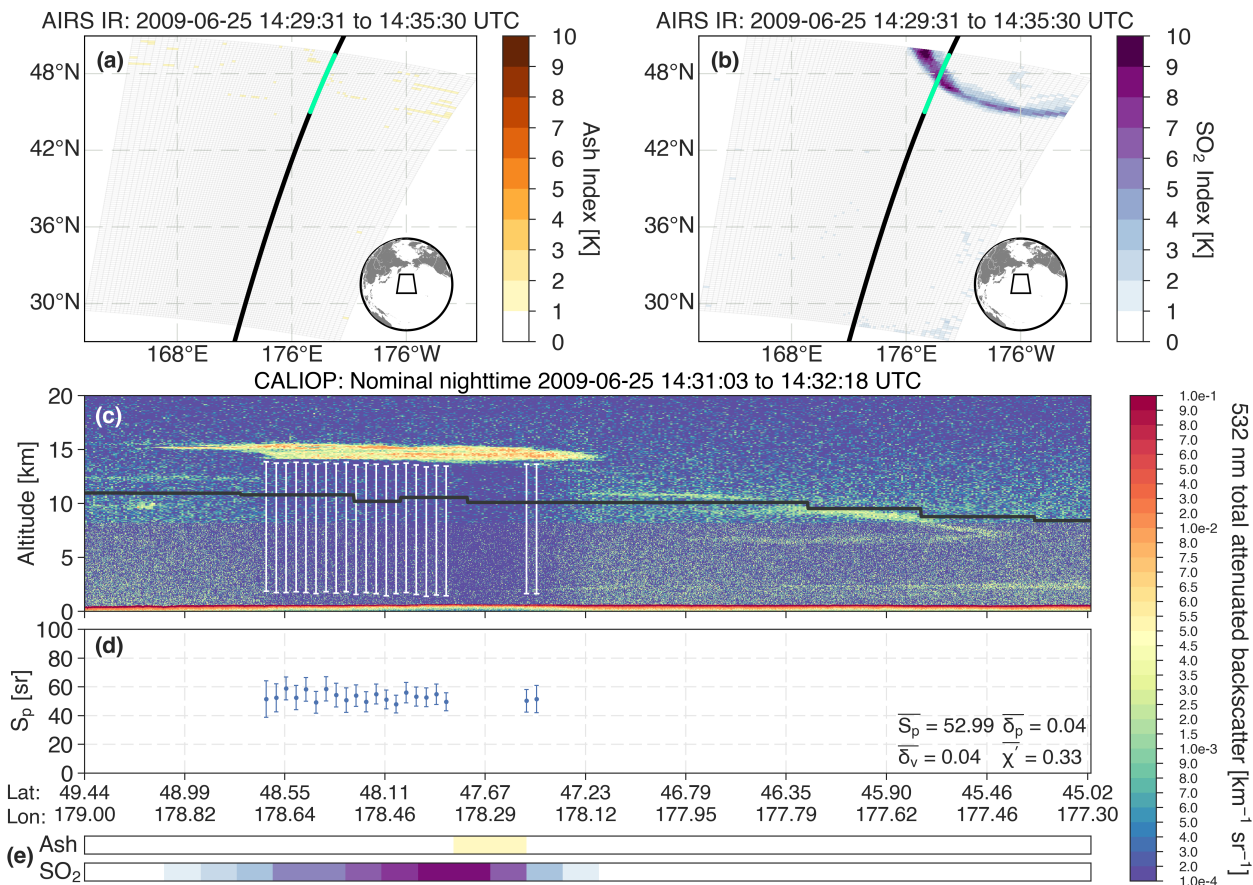 AIRS IR: 2009-06-25 14:29:31 to 14:35:30 UTC
(a)
48°N
42°N
36°N
30°N
168°E 176°E 176°W
10
9
8
7
6
5
4
3
2
1
0
Ash Index [K]
AIRS IR: 2009-06-25 14:29:31 to 14:35:30 UTC
(b)
48°N
42°N
36°N
30°N
168°E 176°E 176°W
10
9
8
7
6
5
4
3
2
1
0
SO₂ Index [K]
CALIOP: Nominal nighttime 2009-06-25 14:31:03 to 14:32:18 UTC
(c)
20
15
10
5
0
Altitude [km]
1.0e-1
9.0
8.0
7.0
6.0
5.0
4.0
3.0
2.0
1.0e-2
8.0
7.0
6.5
6.0
5.5
5.0
4.5
4.0
3.5
3.0
2.5
2.0
1.5
1.0e-3
9.0
8.0
7.0
6.0
5.0
4.0
3.0
2.0
1.0e-4
532 nm total attenuated backscatter [km⁻¹ sr⁻¹]
(d)
100
80
60
40
20
0
Sₚ [sr]
S̅ₚ = 52.99 δ̅ₚ = 0.04
δ̅ᵥ = 0.04 χ̅′ = 0.33
Lat: 49.44 48.99 48.55 48.11 47.67 47.23 46.79 46.35 45.90 45.46 45.02
Lon: 179.00 178.82 178.64 178.46 178.29 178.12 177.95 177.79 177.62 177.46 177.30
(e)
Ash
SO₂